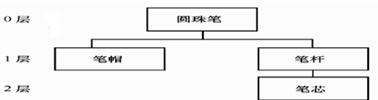 0 层 圆珠笔
1 层 笔帽 笔杆
2 层 笔芯